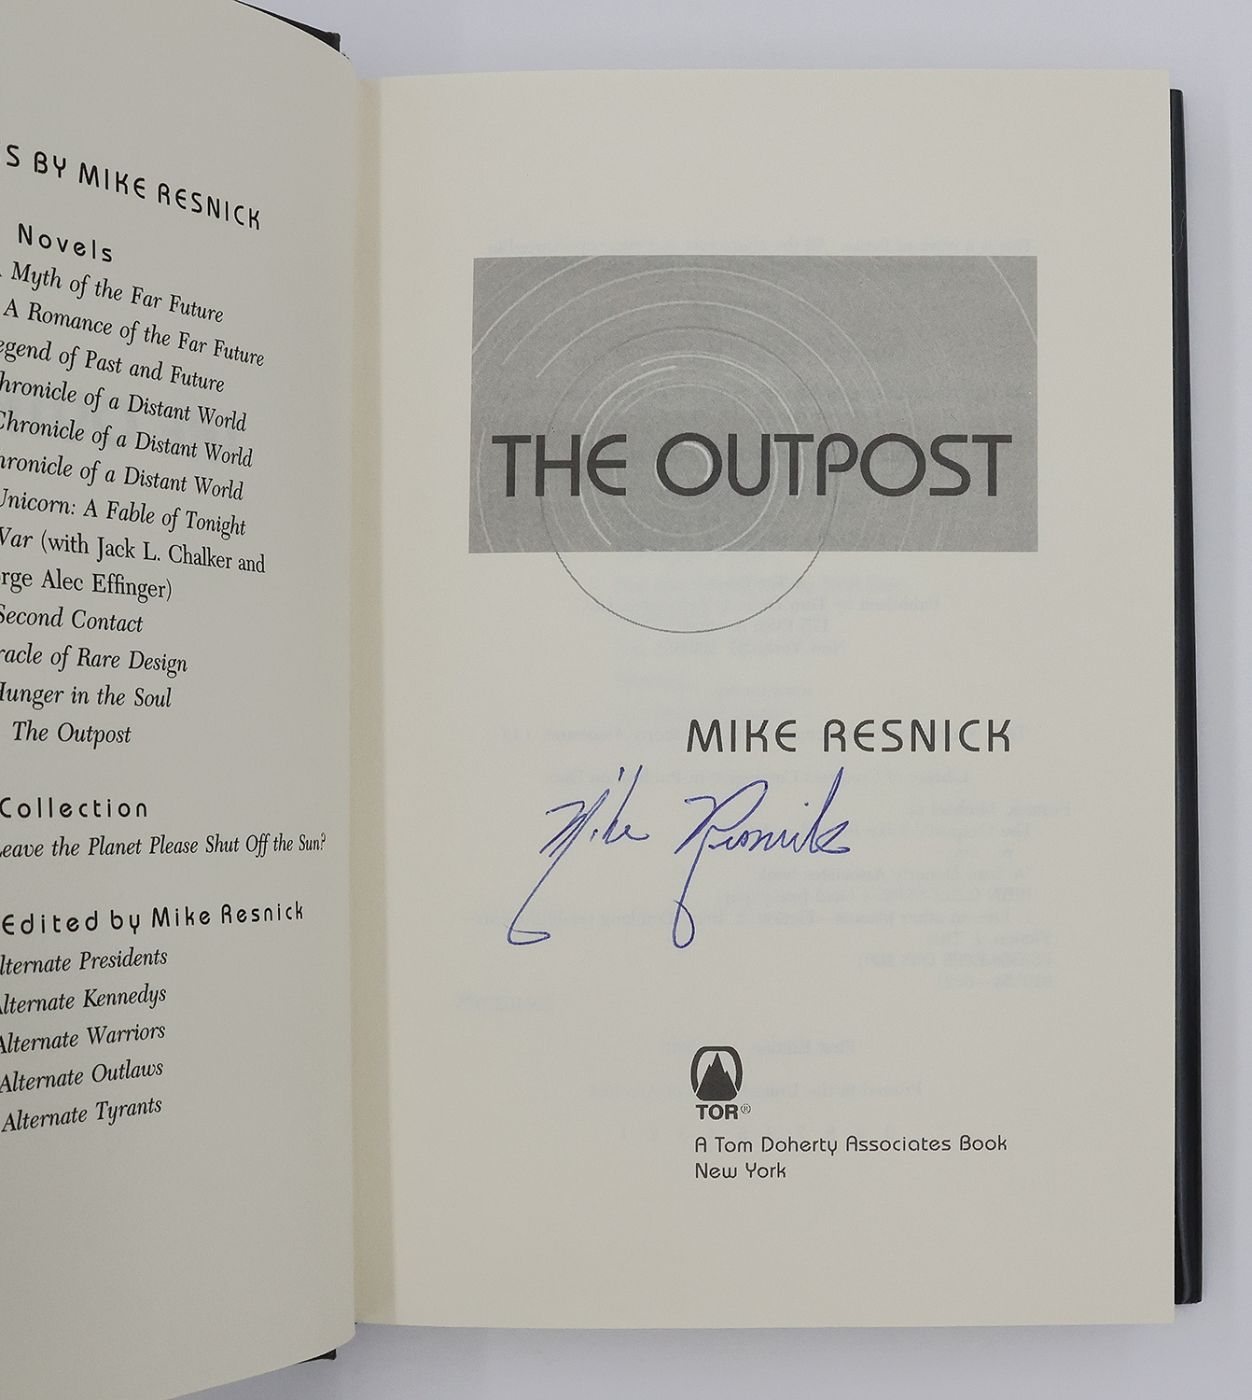 S BY MIKE RESNICK
Novels
Myth of the Far Future
A Romance of the Far Future
egend of Past and Future
hronicle of a Distant World
Chronicle of a Distant World
hronicle of a Distant World
Unicorn: A Fable of Tonight
War (with Jack L. Chalker and
rge Alec Effinger)
Second Contact
racle of Rare Design
Hunger in the Soul
The Outpost
Collection
eave the Planet Please Shut Off the Sun?
Edited by Mike Resnick
lternate Presidents
Alternate Kennedys
Alternate Warriors
Alternate Outlaws
Alternate Tyrants
THE OUTPOST
MIKE RESNICK
Mike Resnick
TOR®
A Tom Doherty Associates Book
New York